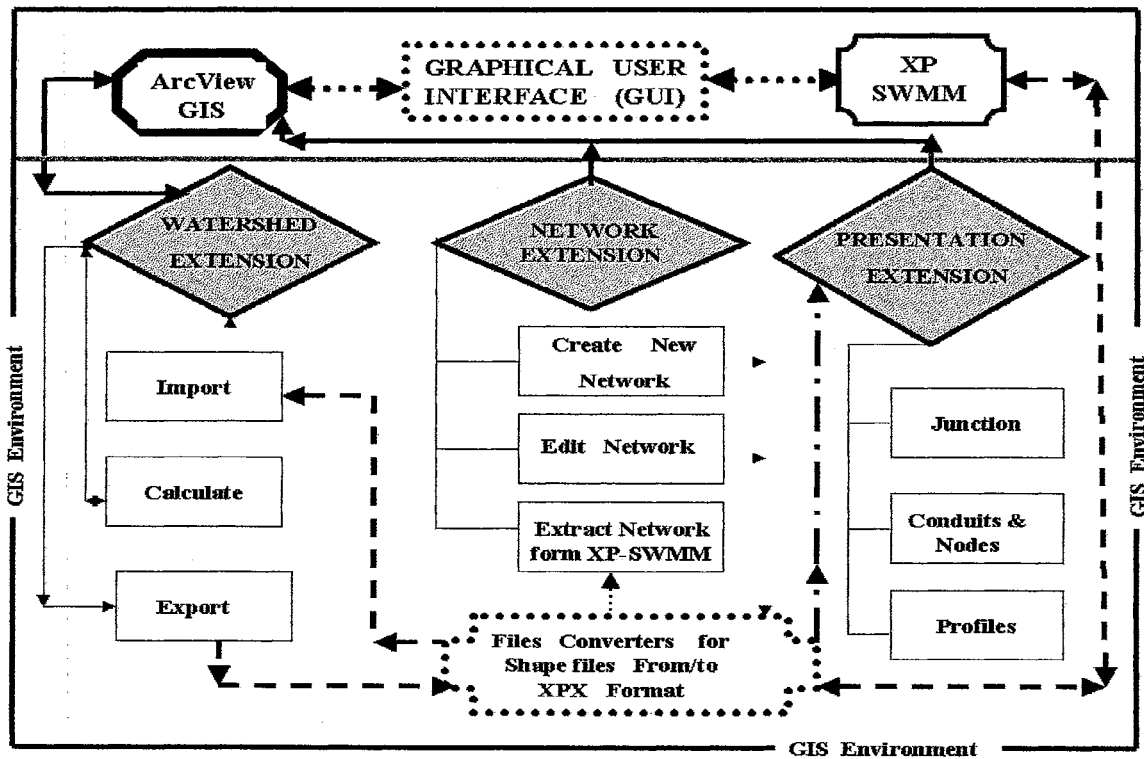 ArcView
GIS
GRAPHICAL USER
INTERFACE (GUI)
XP
SWMM
WATERSHED
EXTENSION
NETWORK
EXTENSION
PRESENTATION
EXTENSION
Import
Calculate
Export
Create New
Network
Edit Network
Extract Network
form XP-SWMM
Junction
Conduits &
Nodes
Profiles
Files Converters for
Shape files From/to
XPX Format
GIS Environment
GIS Environment
GIS Environment